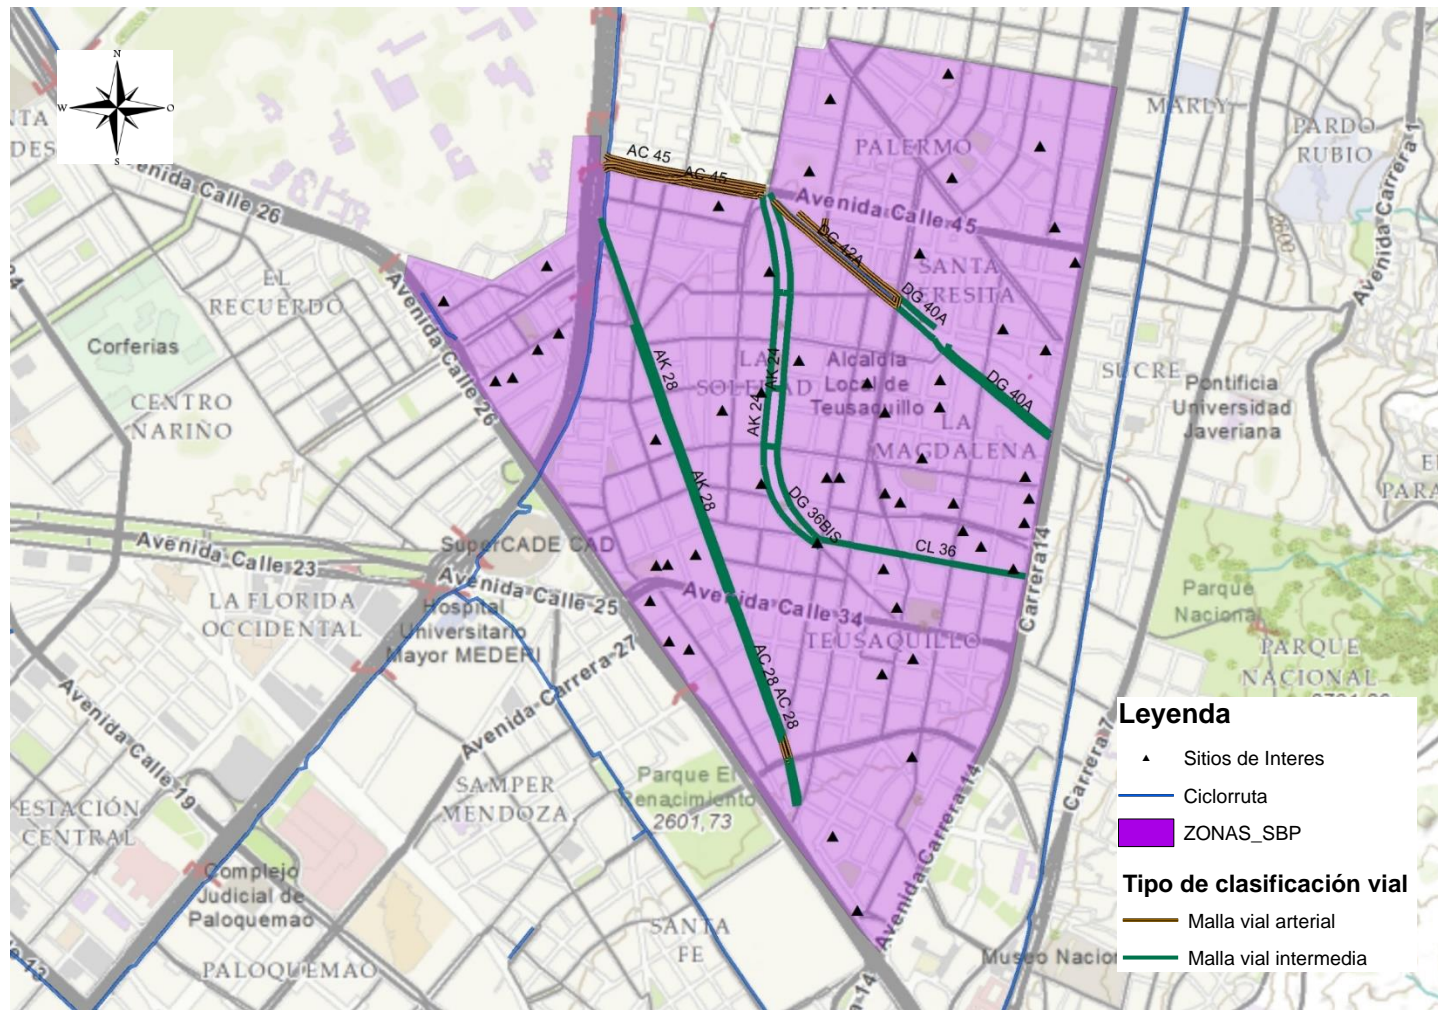 N
W
O
S
MARLY
PARDO
RUBIO
PALERMO
AC 45
AC 45
Avenida Calle 26
Avenida Calle 45
Avenida Carrera 1
2600
DG 42A
SANTA
TERESITA
DG 40A
EL
RECUERDO
Avenida Calle 26
Corferias
AK 28
LA
SOLEDAD
AK 24
Alcaldía
Local de
Teusaquillo
DG 40A
SUCRE
Pontificia
Universidad
Javeriana
CENTRO
NARIÑO
AK 24
LA
MAGDALENA
AK 28
DG 36BIS
CL 36
Carrera 14
Avenida Calle 23
SuperCADE CAD
Avenida Calle 25
LA FLORIDA
OCCIDENTAL
Hospital
Universitario
Mayor MEDERI
Avenida Calle 34
TEUSAQUILLO
Parque
Nacional
PARQUE
NACIONAL
Avenida Carrera 27
AC 28
AC 28
Avenida Calle 19
SAMPER
MENDOZA
Parque El
Renacimiento
2601,73
Carrera 7
Avenida Carrera 14
ESTACIÓN
CENTRAL
Complejo
Judicial de
Paloquemao
PALOQUEMAO
SANTA
FE
Museo Nacion
Leyenda
Sitios de Interes
Ciclorruta
ZONAS_SBP
Tipo de clasificación vial
Malla vial arterial
Malla vial intermedia